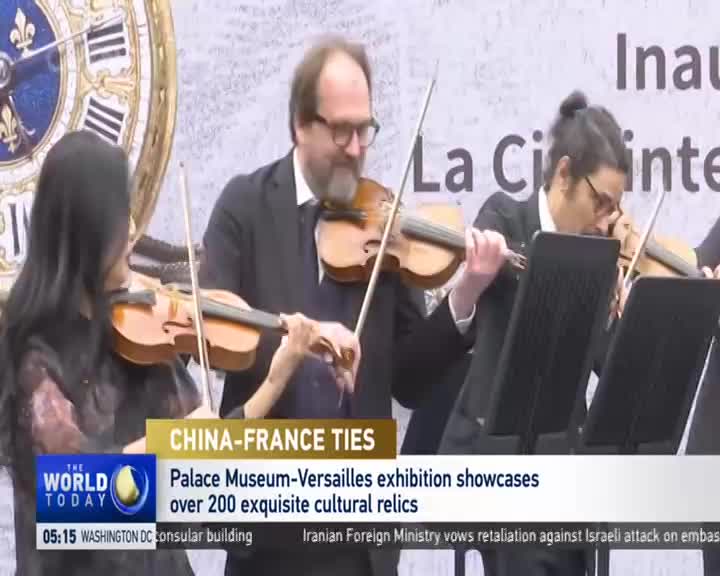 Inau
La Ci
inte
CHINA-FRANCE TIES
Palace Museum-Versailles exhibition showcases
over 200 exquisite cultural relics
THE
WORLD
TODAY
05:15 WASHINGTON DC
consular building Iranian Foreign Ministry vows retaliation against Israeli attack on embas